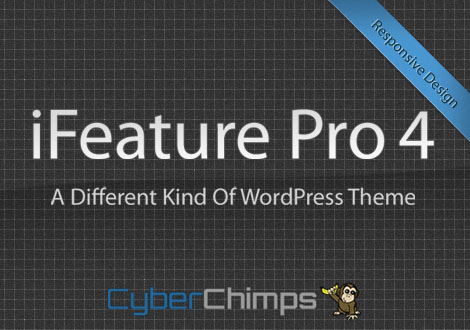 Responsive Design
iFeature Pro 4
A Different Kind Of WordPress Theme
CyberChimps